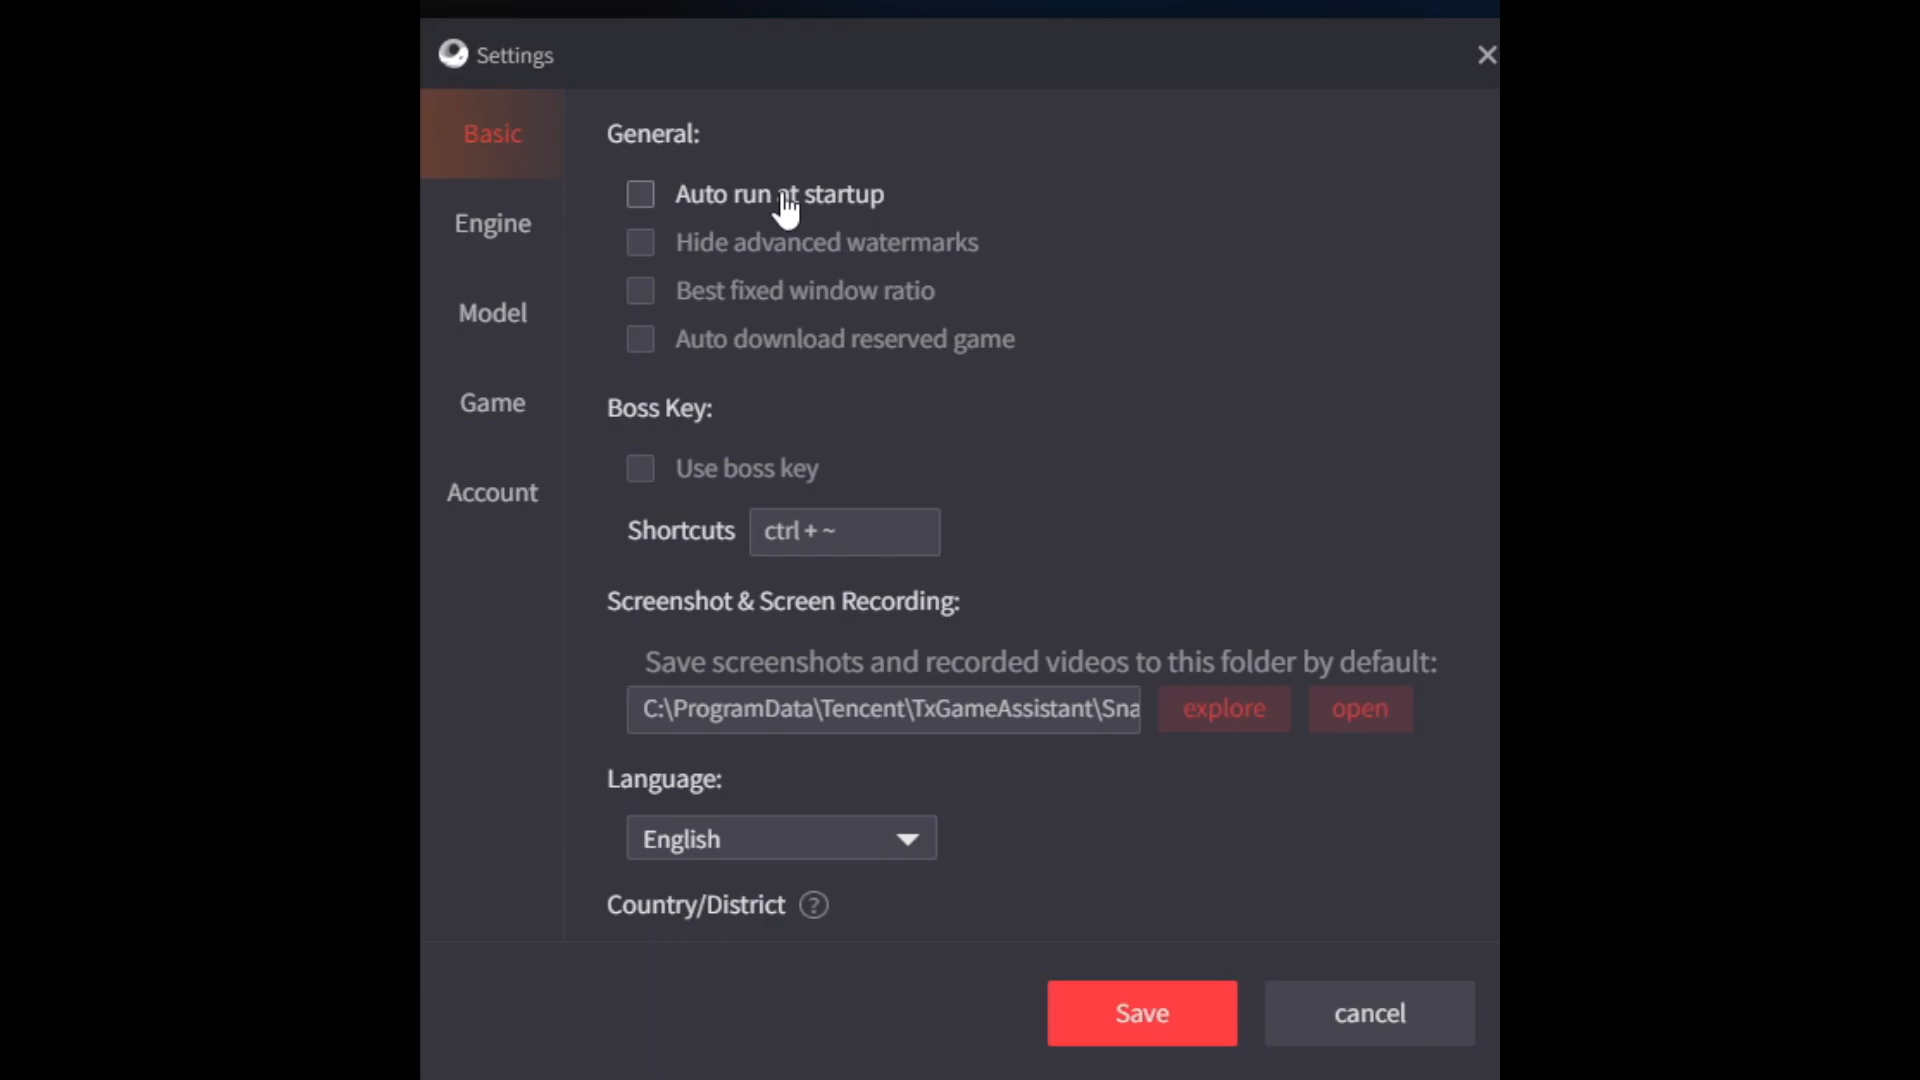 Settings
Basic
Engine
Model
Game
Account
General:
Auto run at startup
Hide advanced watermarks
Best fixed window ratio
Auto download reserved game
Boss Key:
Use boss key
Shortcuts ctrl + ~
Screenshot & Screen Recording:
Save screenshots and recorded videos to this folder by default:
C:\ProgramData\Tencent\TxGameAssistant\Sna explore open
Language:
English
Country/District ?
Save cancel